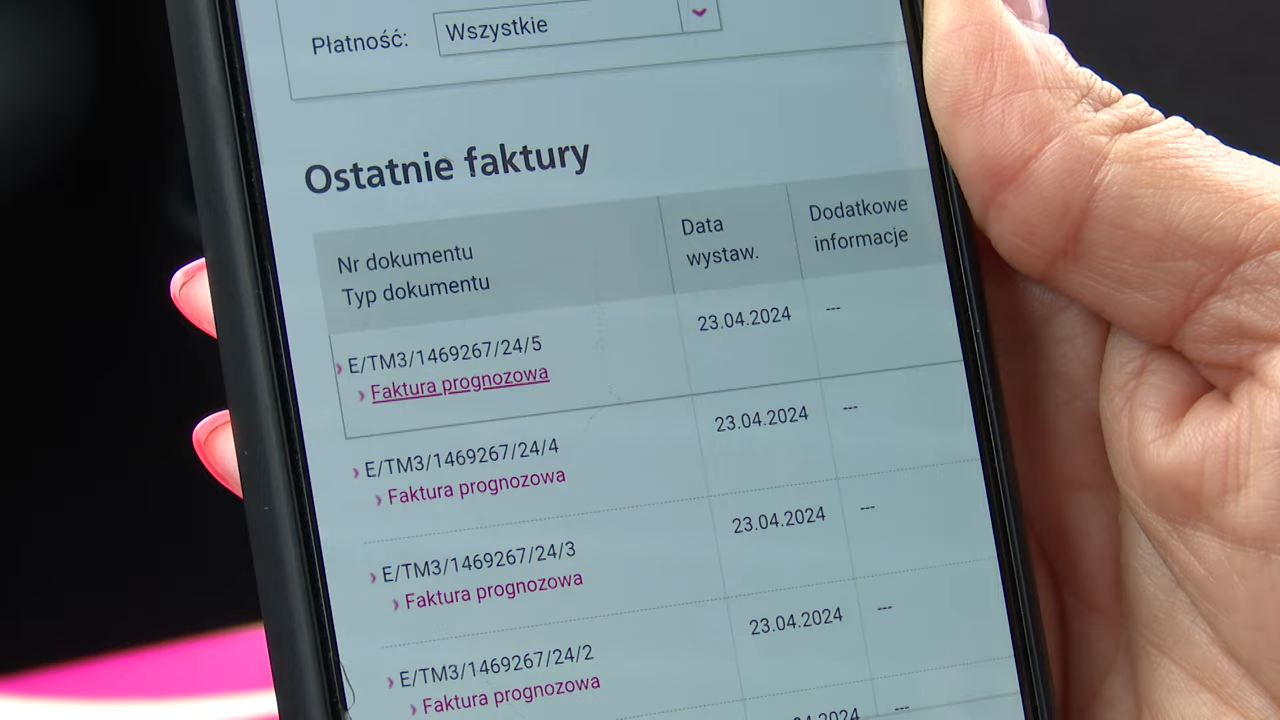 Płatność: Wszystkie
Ostatnie faktury
Nr dokumentu
Typ dokumentu
Data
wystaw.
Dodatkowe
informacje
E/TM3/1469267/24/5
Faktura prognozowa
23.04.2024 ---
E/TM3/1469267/24/4
Faktura prognozowa
23.04.2024 ---
E/TM3/1469267/24/3
Faktura prognozowa
23.04.2024 ---
E/TM3/1469267/24/2
Faktura prognozowa
23.04.2024 ---
---